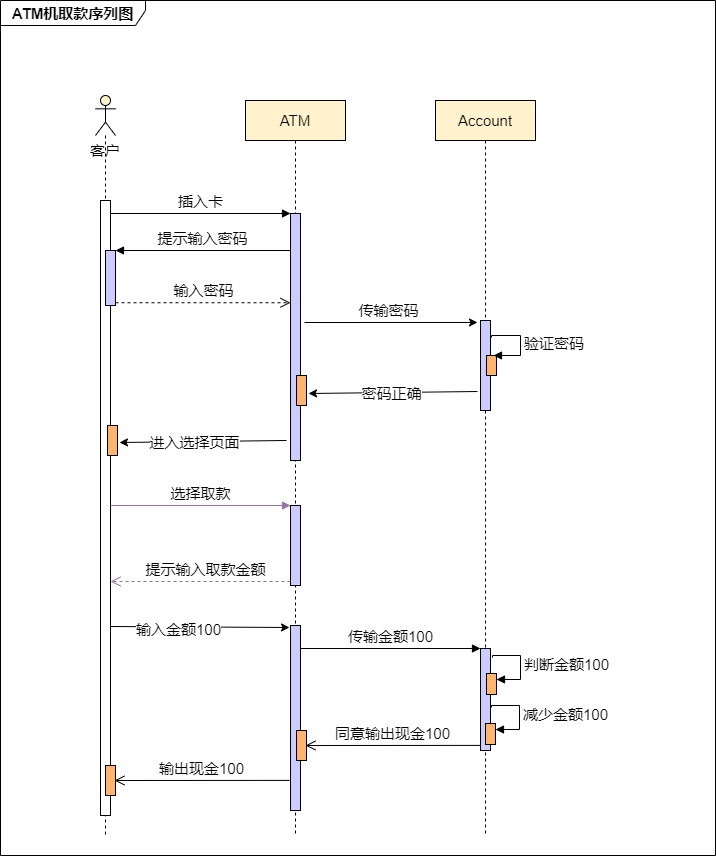 ATM机取款序列图
客户
ATM
Account
插入卡
提示输入密码
输入密码
传输密码
验证密码
密码正确
进入选择页面
选择取款
提示输入取款金额
输入金额100
传输金额100
判断金额100
减少金额100
同意输出现金100
输出现金100